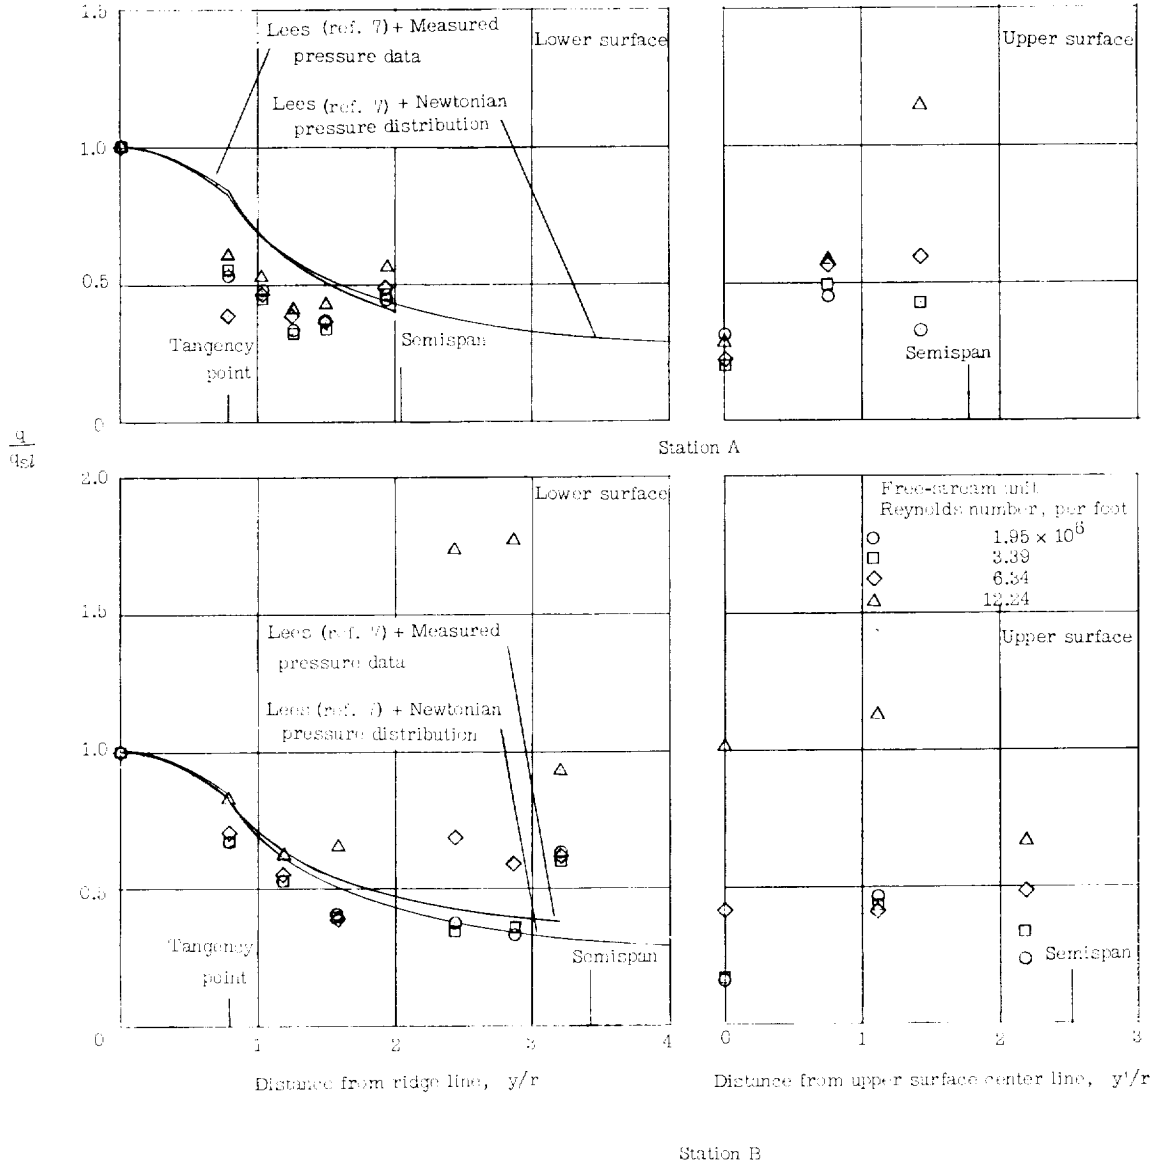 1.5
Lees (ref. 7) + Measured
pressure data
Lower surface
Lees (ref. 7) + Newtonian
pressure distribution
1.0
0.5
Tangency
point
Semispan
0
Upper surface
Semispan
q
qsl
Station A
2.0
Lower surface
1.5
Lees (ref. 7) + Measured
pressure data
Lees (ref. 7) + Newtonian
pressure distribution
1.0
0.5
Tangency
point
Semispan
0
0 1 2 3 4
Distance from ridge line, y/r
Free-stream unit
Reynolds number, per foot
1.95 × 10^6
3.39
6.34
12.24
Upper surface
Semispan
0 1 2 3
Distance from upper surface center line, y'/r
Station B